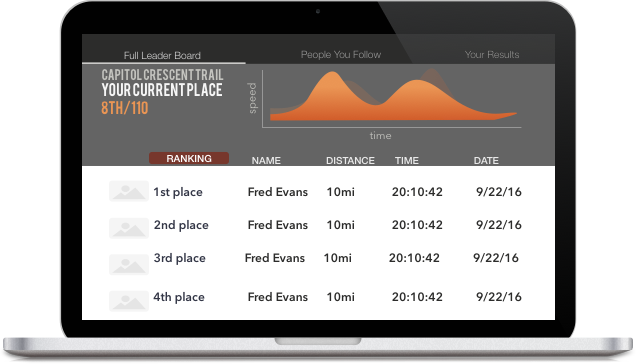 Full Leader Board People You Follow Your Results
CAPITOL CRESCENT TRAIL
YOUR CURRENT PLACE
8TH/110
speed
time
RANKING NAME DISTANCE TIME DATE
1st place Fred Evans 10mi 20:10:42 9/22/16
2nd place Fred Evans 10mi 20:10:42 9/22/16
3rd place Fred Evans 10mi 20:10:42 9/22/16
4th place Fred Evans 10mi 20:10:42 9/22/16